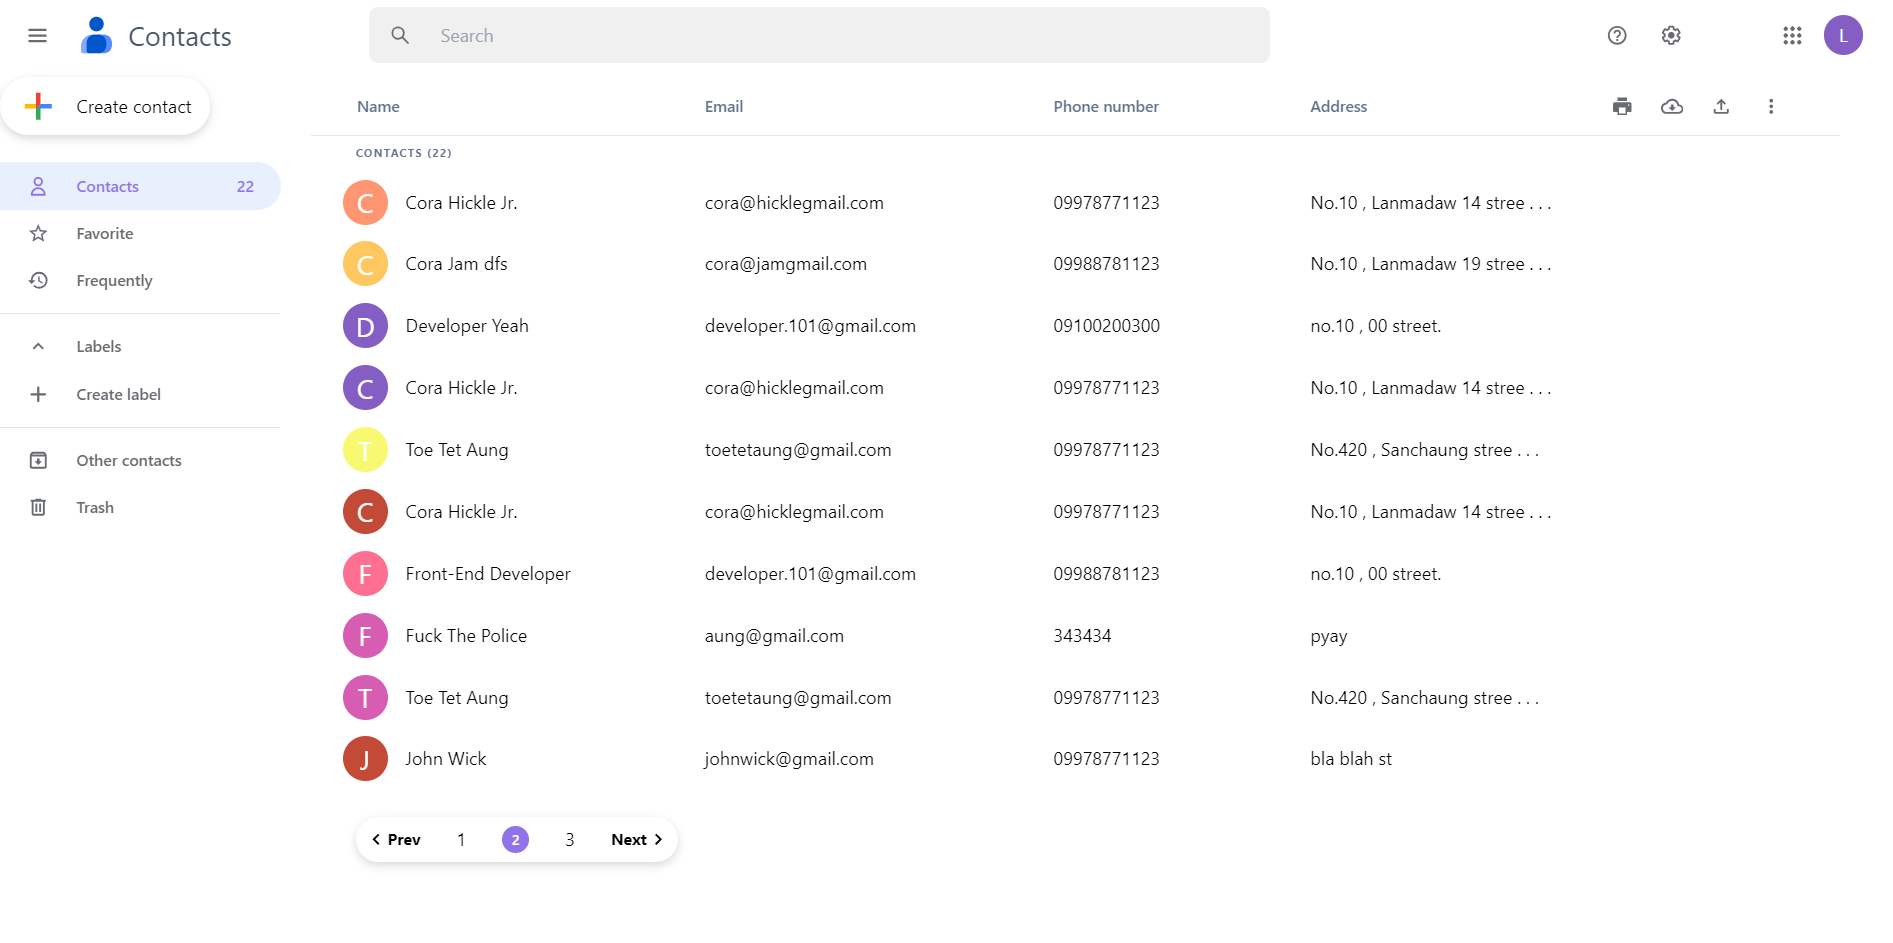 Contacts
Search
L
Create contact
Name Email Phone number Address
CONTACTS (22)
Contacts 22
Favorite
Frequently
Labels
Create label
Other contacts
Trash
C Cora Hickle Jr. cora@hicklegmail.com 09978771123 No.10 , Lanmadaw 14 stree . . .
C Cora Jam dfs cora@jamgmail.com 09988781123 No.10 , Lanmadaw 19 stree . . .
D Developer Yeah developer.101@gmail.com 09100200300 no.10 , 00 street.
C Cora Hickle Jr. cora@hicklegmail.com 09978771123 No.10 , Lanmadaw 14 stree . . .
T Toe Tet Aung toetetaung@gmail.com 09978771123 No.420 , Sanchaung stree . . .
C Cora Hickle Jr. cora@hicklegmail.com 09978771123 No.10 , Lanmadaw 14 stree . . .
F Front-End Developer developer.101@gmail.com 09988781123 no.10 , 00 street.
F Fuck The Police aung@gmail.com 343434 pyay
T Toe Tet Aung toetetaung@gmail.com 09978771123 No.420 , Sanchaung stree . . .
J John Wick johnwick@gmail.com 09978771123 bla blah st
Prev 1 2 3 Next